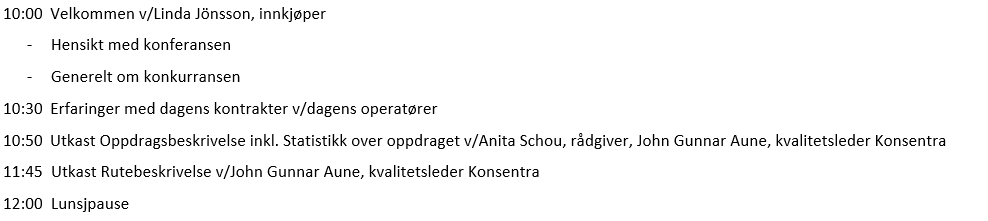 10:00 Velkommen v/Linda Jönsson, innkjøper
- Hensikt med konferansen
- Generelt om konkurransen
10:30 Erfaringer med dagens kontrakter v/dagens operatører
10:50 Utkast Oppdragsbeskrivelse inkl. Statistikk over oppdraget v/Anita Schou, rådgiver, John Gunnar Aune, kvalitetsleder Konsentra
11:45 Utkast Rutebeskrivelse v/John Gunnar Aune, kvalitetsleder Konsentra
12:00 Lunsjpause